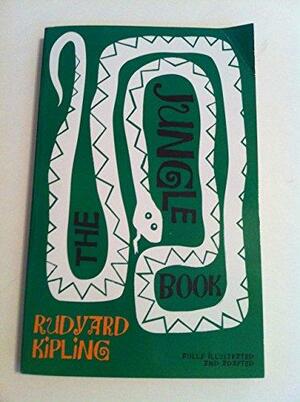 THE
JUNGLE
BOOK
RUDYARD
KIPLING
FULLY ILLUSTRATED
AND ADAPTED